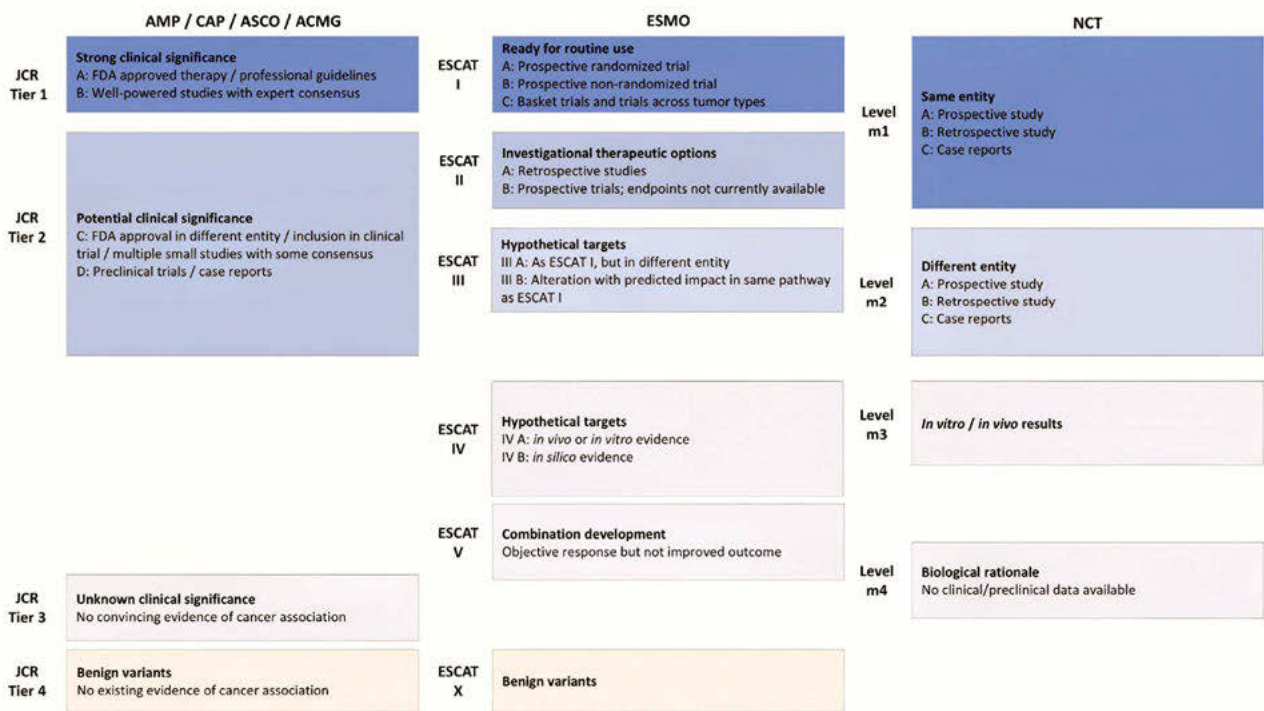 AMP / CAP / ASCO / ACMG
JCR
Tier 1
Strong clinical significance
A: FDA approved therapy / professional guidelines
B: Well-powered studies with expert consensus
JCR
Tier 2
Potential clinical significance
C: FDA approval in different entity / inclusion in clinical
trial / multiple small studies with some consensus
D: Preclinical trials / case reports
JCR
Tier 3
Unknown clinical significance
No convincing evidence of cancer association
JCR
Tier 4
Benign variants
No existing evidence of cancer association
ESMO
ESCAT
I
Ready for routine use
A: Prospective randomized trial
B: Prospective non-randomized trial
C: Basket trials and trials across tumor types
ESCAT
II
Investigational therapeutic options
A: Retrospective studies
B: Prospective trials; endpoints not currently available
ESCAT
III
Hypothetical targets
III A: As ESCAT I, but in different entity
III B: Alteration with predicted impact in same pathway
as ESCAT I
ESCAT
IV
Hypothetical targets
IV A: in vivo or in vitro evidence
IV B: in silico evidence
ESCAT
V
Combination development
Objective response but not improved outcome
ESCAT
X
Benign variants
NCT
Level
m1
Same entity
A: Prospective study
B: Retrospective study
C: Case reports
Level
m2
Different entity
A: Prospective study
B: Retrospective study
C: Case reports
Level
m3
In vitro / in vivo results
Level
m4
Biological rationale
No clinical/preclinical data available